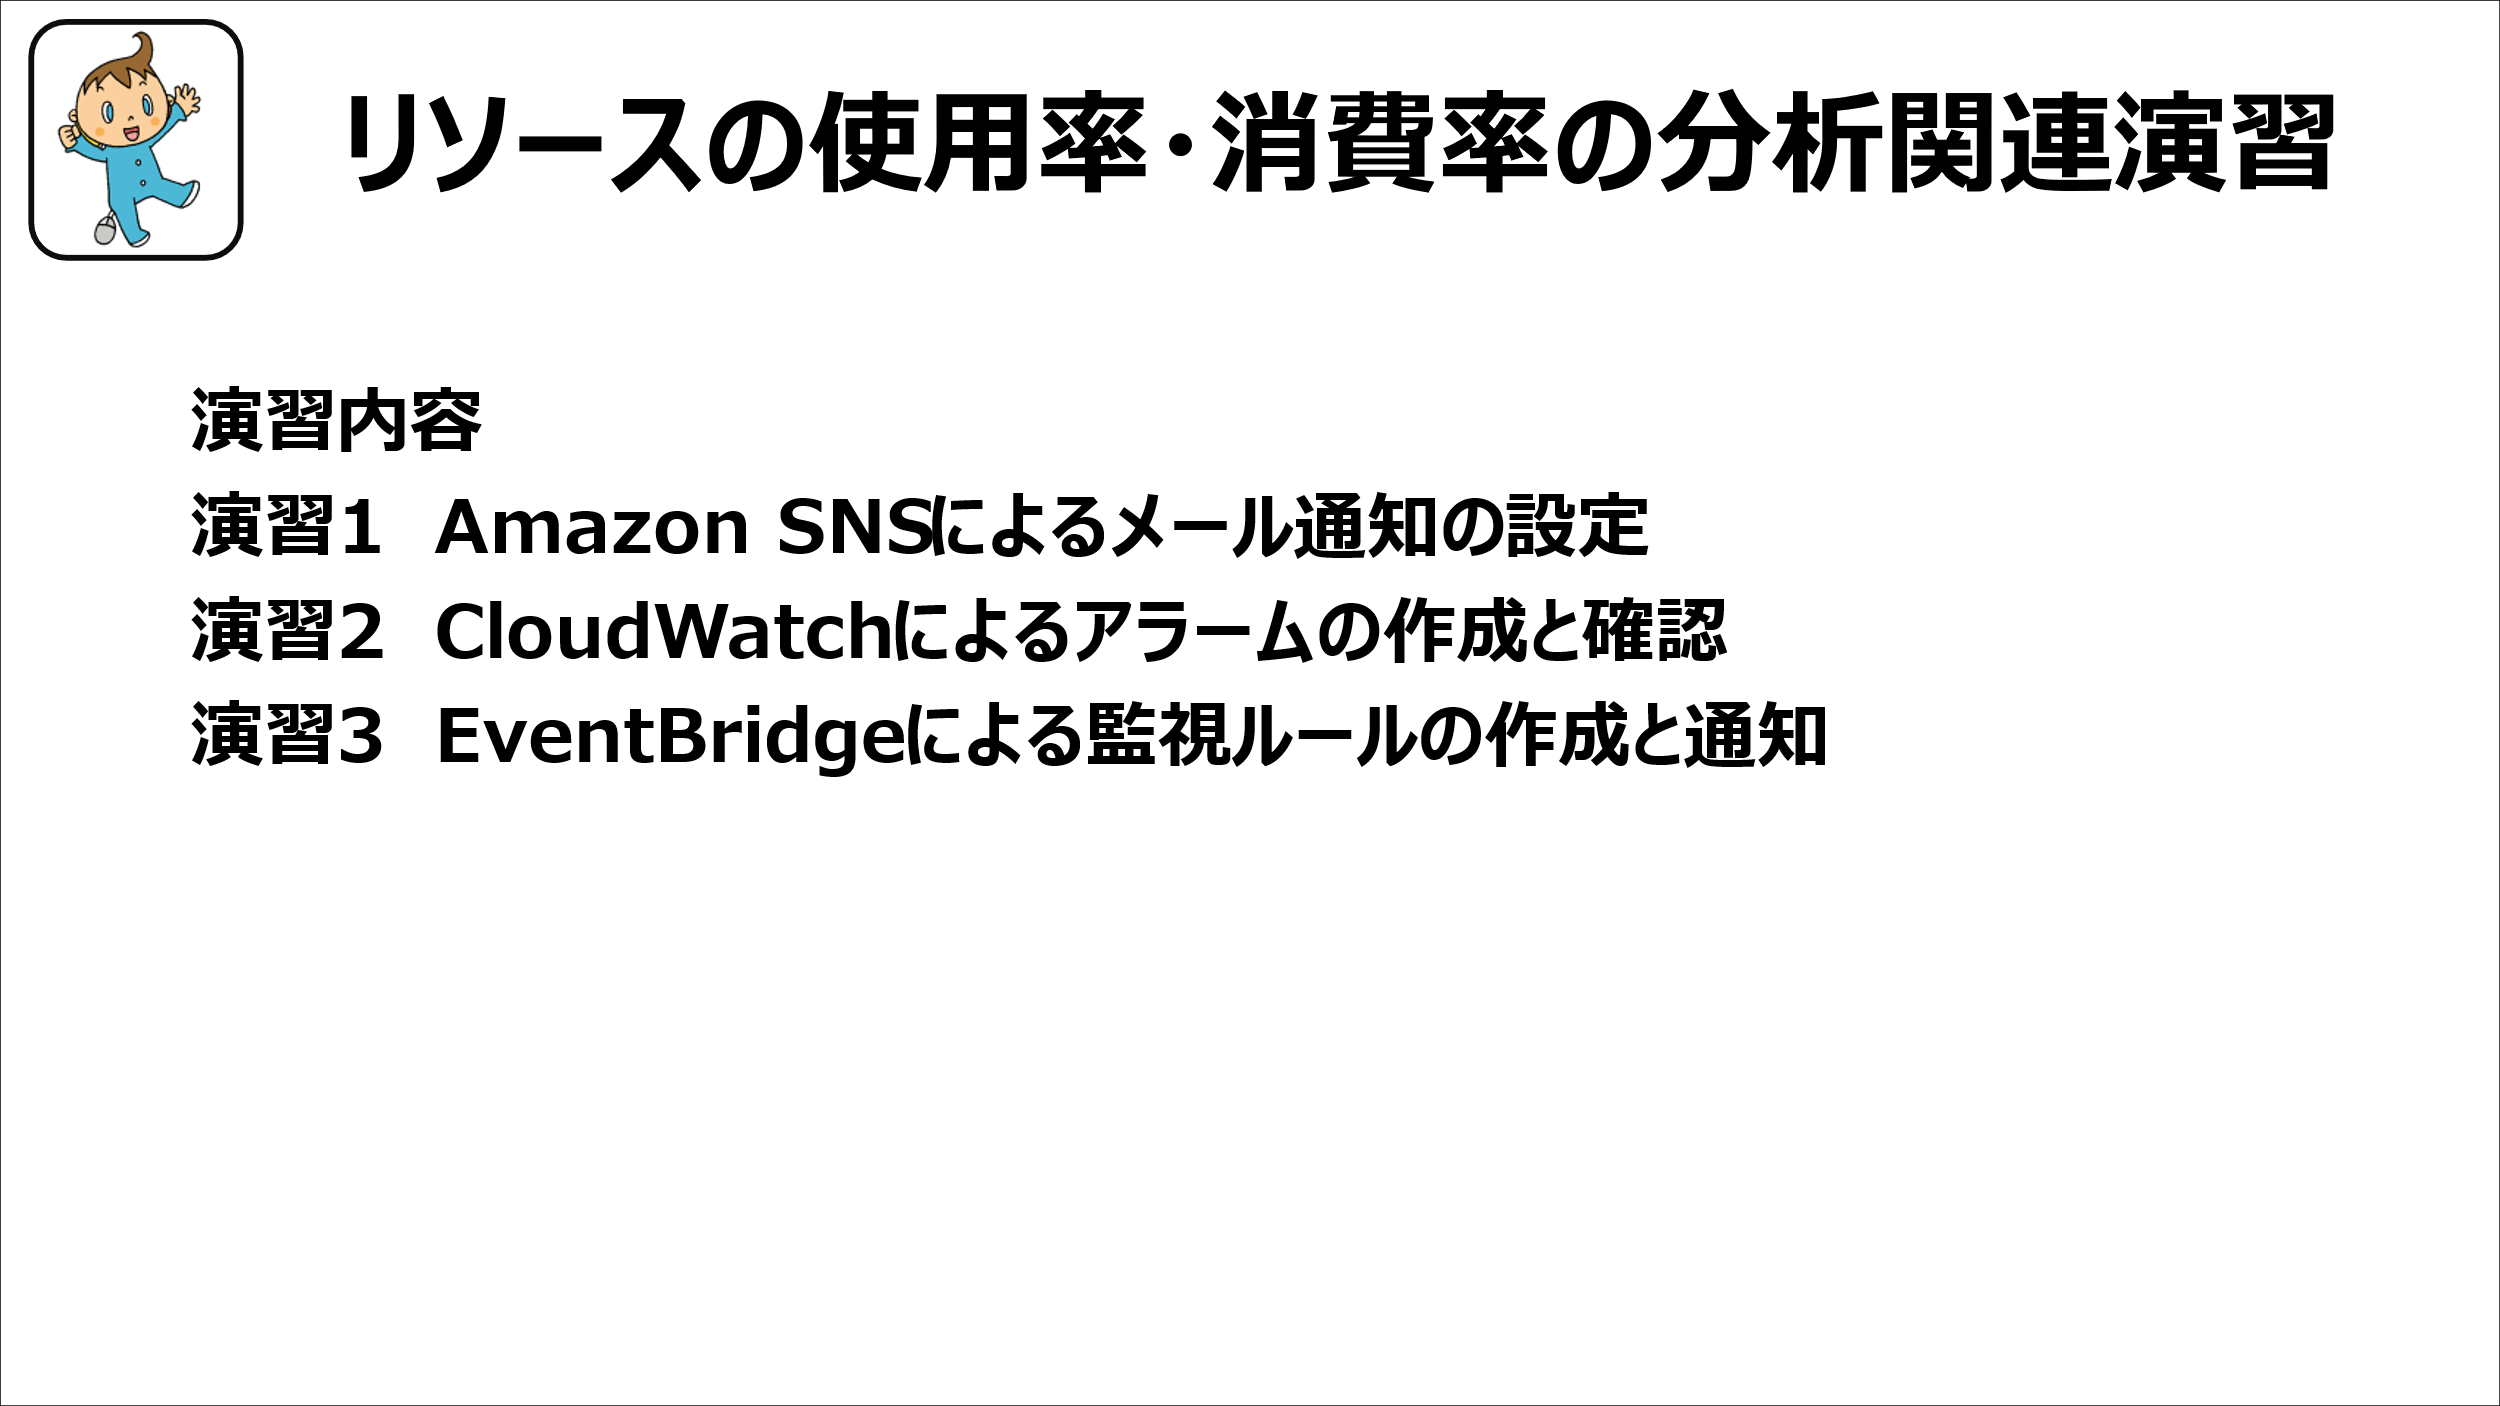 リソースの使用率・消費率の分析関連演習
演習内容
演習1 Amazon SNSによるメール通知の設定
演習2 CloudWatchによるアラームの作成と確認
演習3 EventBridgeによる監視ルールの作成と通知